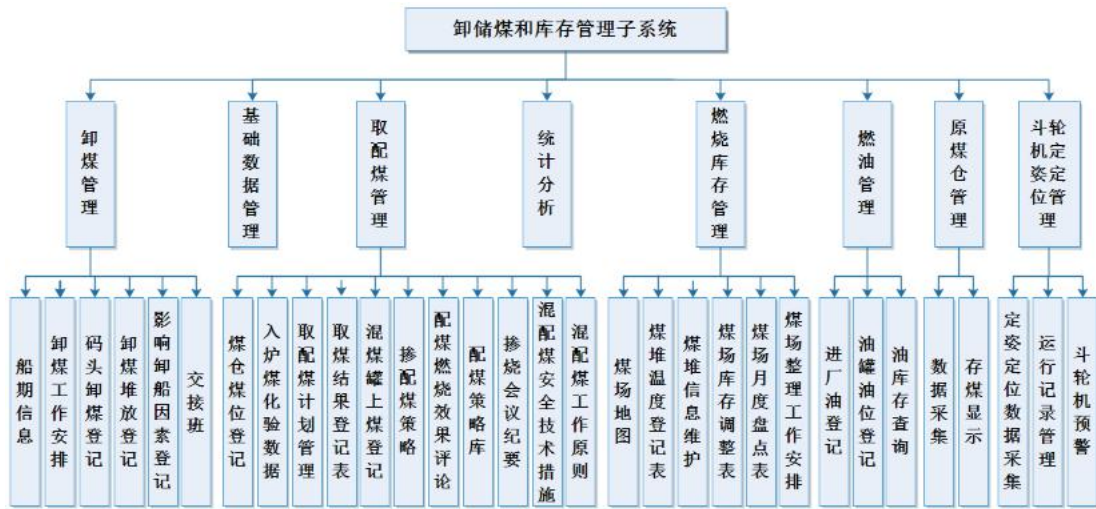 卸储煤和库存管理子系统
卸煤管理
基础数据管理
取配煤管理
统计分析
燃烧库存管理
燃油管理
原煤仓管理
斗轮机定姿定位管理
船期信息
卸煤工作安排
码头卸煤登记
卸煤堆放登记
影响卸船因素登记
交接班
煤仓煤位登记
入炉煤化验数据
取配煤计划管理
取煤结果登记表
混煤罐上煤登记
掺配煤策略
配煤燃烧效果评论
配煤策略库
掺烧会议纪要
混配煤安全技术措施
混配煤工作原则
煤场地图
煤堆温度登记表
煤堆信息维护
煤场库存调整表
煤场月度盘点表
煤场整理工作安排
进厂油登记
油罐油位登记
油库存查询
数据采集
存煤显示
定姿定位数据采集
运行记录管理
斗轮机预警